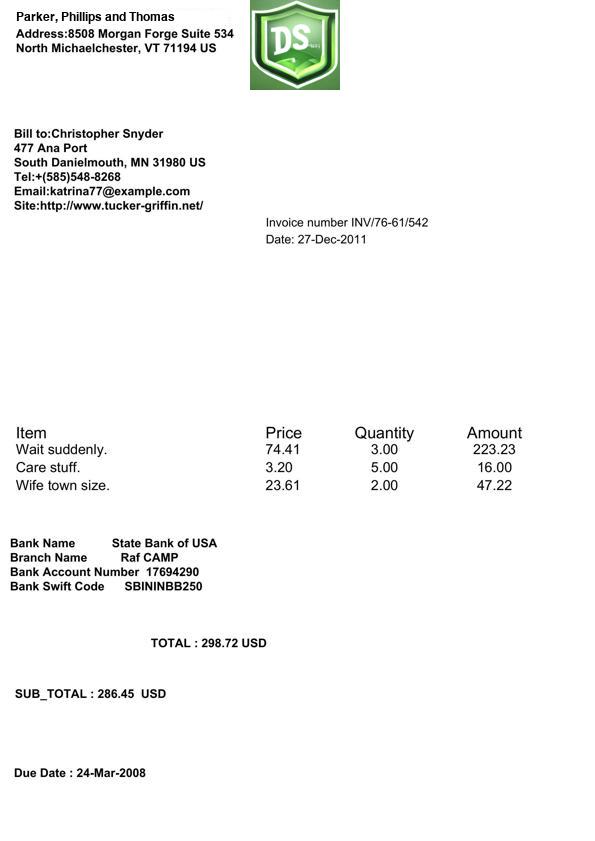 Parker, Phillips and Thomas
Address:8508 Morgan Forge Suite 534
North Michaelchester, VT 71194 US
DS
Bill to:Christopher Snyder
477 Ana Port
South Danielmouth, MN 31980 US
Tel:+(585)548-8268
Email:katrina77@example.com
Site:http://www.tucker-griffin.net/
Invoice number INV/76-61/542
Date: 27-Dec-2011
Item Price Quantity Amount
Wait suddenly. 74.41 3.00 223.23
Care stuff. 3.20 5.00 16.00
Wife town size. 23.61 2.00 47.22
Bank Name State Bank of USA
Branch Name Raf CAMP
Bank Account Number 17694290
Bank Swift Code SBININBB250
TOTAL : 298.72 USD
SUB_TOTAL : 286.45 USD
Due Date : 24-Mar-2008